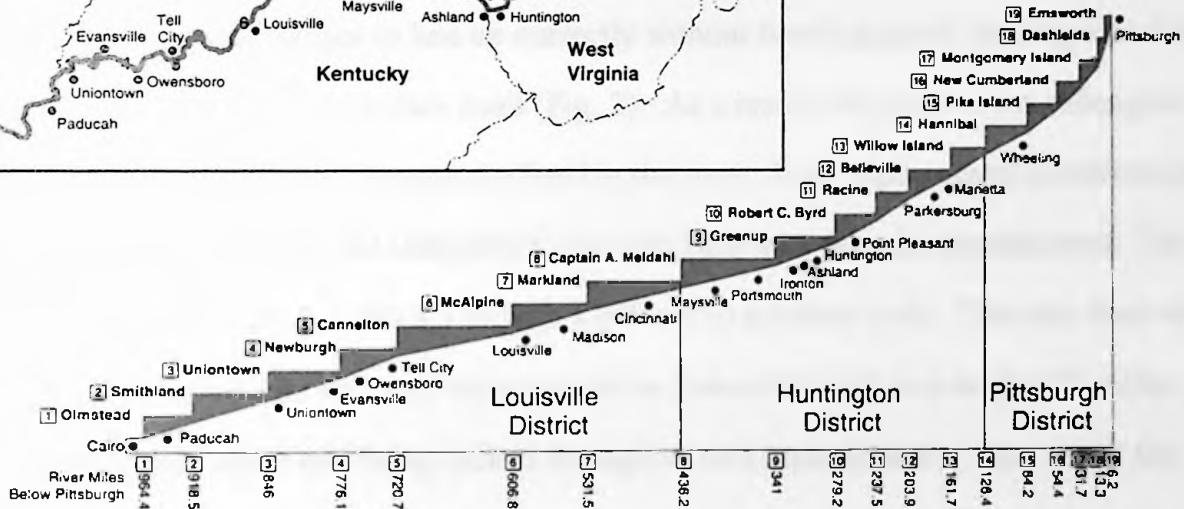 Maysville
Ashland
Huntington
Louisville
Tell
City
Evansville
Owensboro
Uniontown
Paducah
Kentucky
West
Virginia
19 Emsworth
Pittsburgh
18 Dashields
17 Montgomery Island
16 New Cumberland
15 Pike Island
14 Hannibal
Wheeling
13 Willow Island
12 Belleville
Marietta
11 Racine
Parkersburg
10 Robert C. Byrd
Point Pleasant
9 Greenup
Huntington
8 Captain A. Meldahl
Ashland
7 Markland
Ironton
Portsmouth
Maysville
6 McAlpine
Cincinnati
5 Cannelton
Madison
Louisville
4 Newburgh
Tell City
3 Uniontown
Owensboro
2 Smithland
Evansville
Uniontown
1 Olmstead
Paducah
Cairo
Louisville
District
Huntington
District
Pittsburgh
District
1 2 3 4 5 6 7 8 9 10 11 12 13 14 15 16 17 18 19
River Miles
Below Pittsburgh
964.4 918.5 846 776.1 720.7 606.8 531.5 436.2 341 279.2 237.5 203.9 161.7 126.4 84.2 54.4 31.7 13.3 6.2